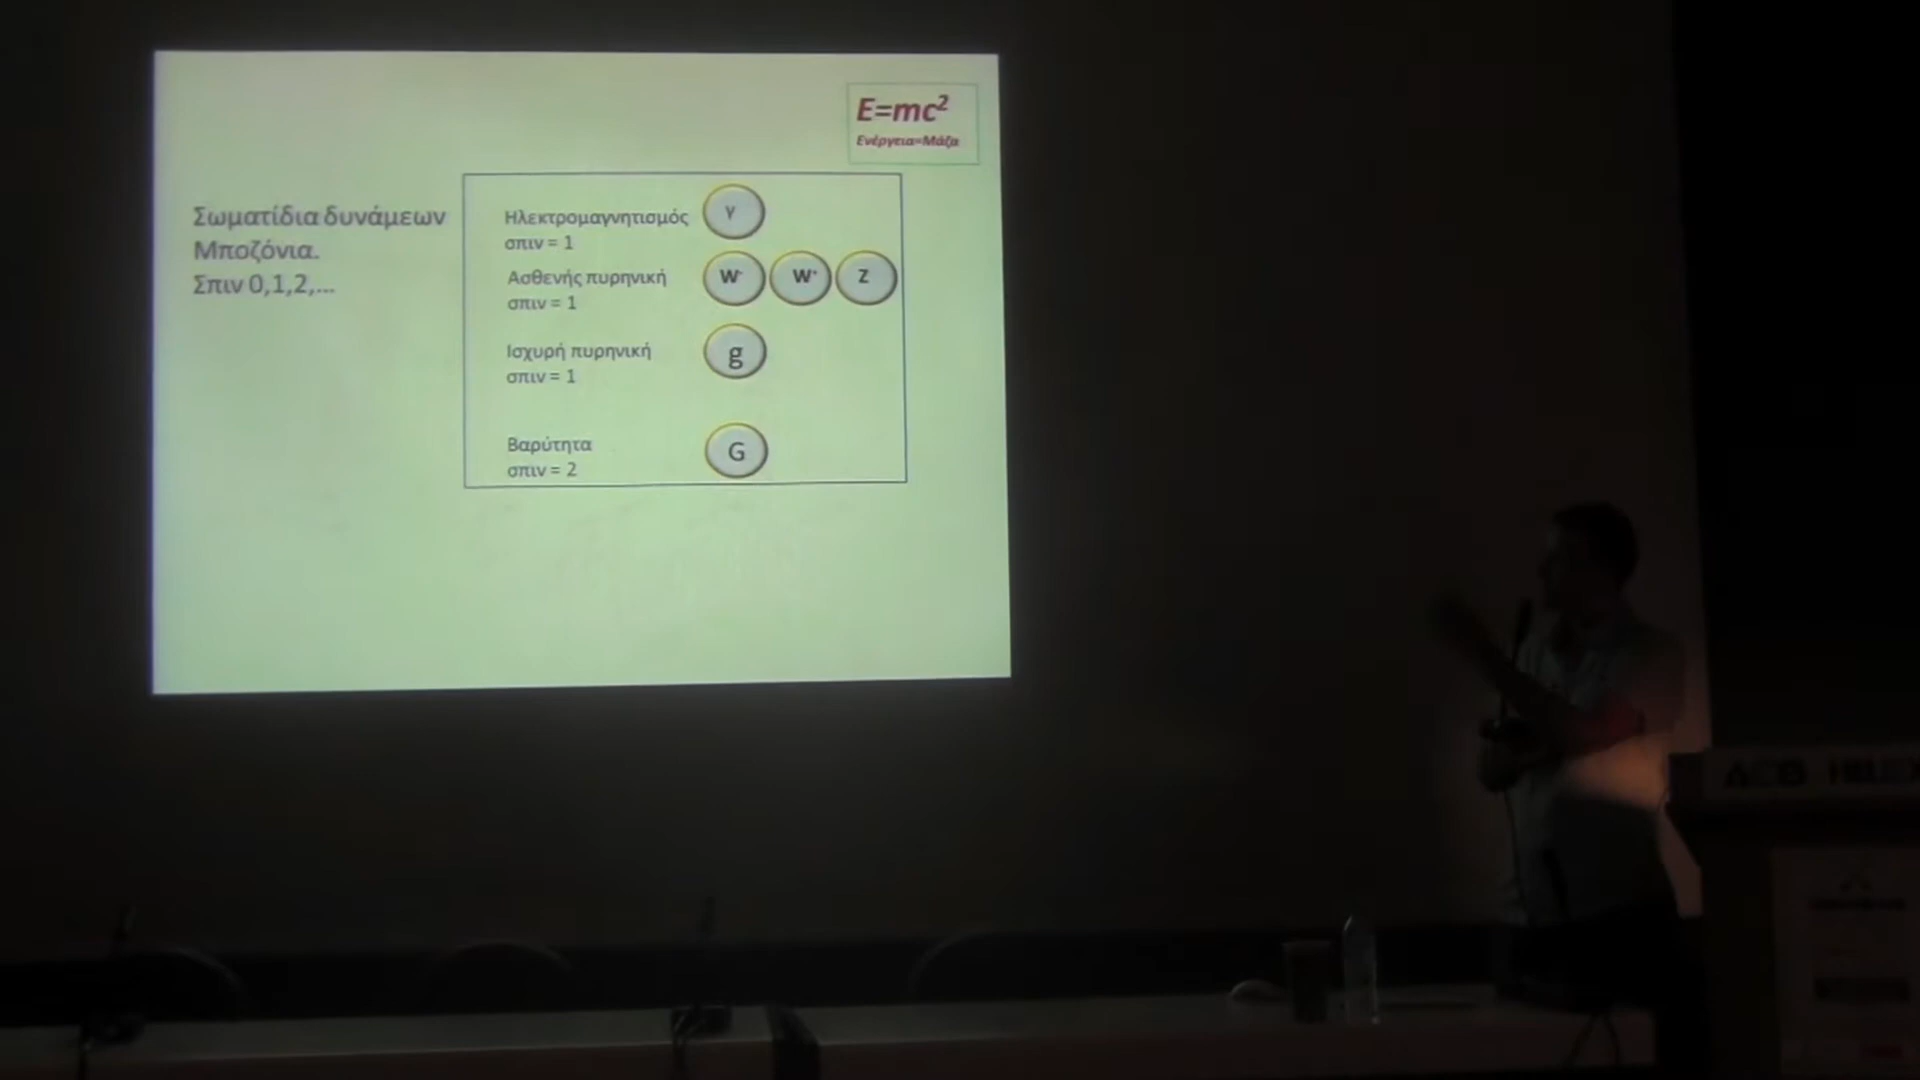 E=mc²
Ενέργεια=Μάζα
Σωματίδια δυνάμεων
Μποζόνια.
Σπιν 0,1,2,...
Ηλεκτρομαγνητισμός γ
σπιν = 1
Ασθενής πυρηνική W⁻ W⁺ Z
σπιν = 1
Ισχυρή πυρηνική g
σπιν = 1
Βαρύτητα G
σπιν = 2